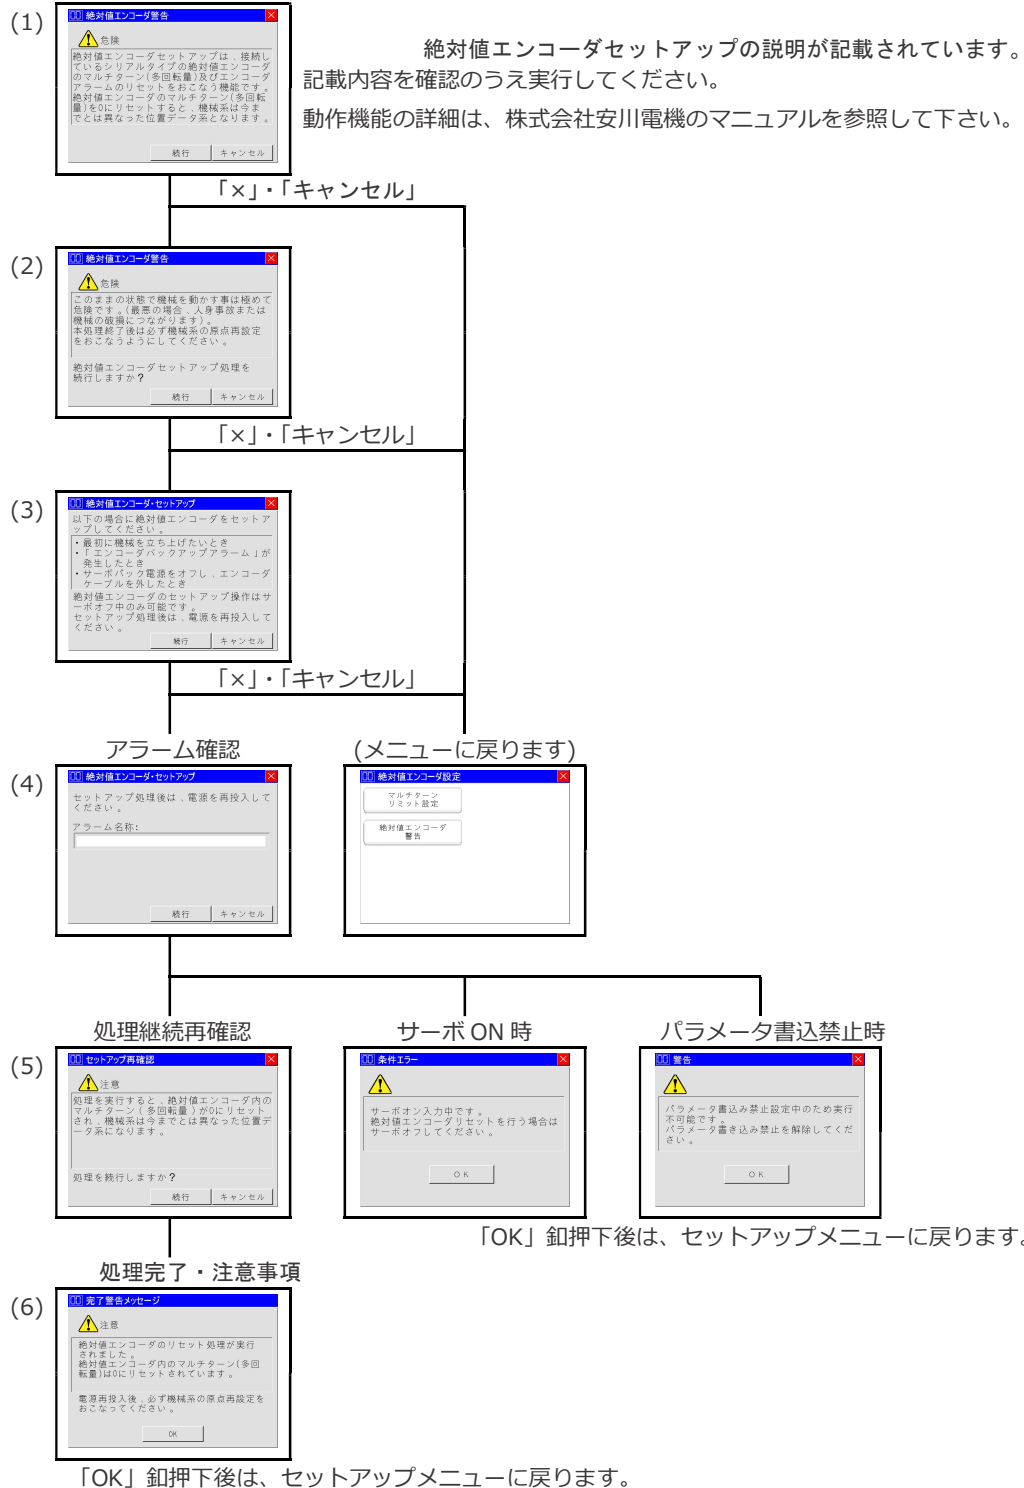 (1)
絶対値エンコーダ警告
危険
絶対値エンコーダセットアップは、接続し
ているシリアルタイプの絶対値エンコーダ
のマルチターン(多回転量)及びエンコーダ
アラームのリセットをおこなう機能です。
絶対値エンコーダのマルチターン(多回転
量)を0にリセットすると、機械系は今ま
でとは異なった位置データ系となります。
続行 キャンセル
絶対値エンコーダセットアップの説明が記載されています。
記載内容を確認のうえ実行してください。
動作機能の詳細は、株式会社安川電機のマニュアルを参照して下さい。
「×」・「キャンセル」
(2)
絶対値エンコーダ警告
危険
このままの状態で機械を動かす事は極めて
危険です。(最悪の場合、人身事故または
機械の破損につながります)。
本処理終了後は必ず機械系の原点再設定
をおこなうようにしてください。
絶対値エンコーダセットアップ処理を
続行しますか?
続行 キャンセル
「×」・「キャンセル」
(3)
絶対値エンコーダ・セットアップ
以下の場合に絶対値エンコーダをセットア
ップしてください。
・最初に機械を立ち上げたいとき
・「エンコーダバックアップアラーム」が
発生したとき
・サーボパック電源をオフし、エンコーダ
ケーブルを外したとき
絶対値エンコーダのセットアップ操作はサ
ーボオフ中のみ可能です。
セットアップ処理後は、電源を再投入して
ください。
続行 キャンセル
「×」・「キャンセル」
アラーム確認
(メニューに戻ります)
(4)
絶対値エンコーダ・セットアップ
セットアップ処理後は、電源を再投入して
ください。
アラーム名称:
続行 キャンセル
絶対値エンコーダ設定
マルチターン
リミット設定
絶対値エンコーダ
警告
処理継続再確認
サーボ ON 時
パラメータ書込禁止時
(5)
セットアップ再確認
注意
処理を実行すると、絶対値エンコーダ内の
マルチターン(多回転量)が0にリセット
され、機械系は今までとは異なった位置デ
ータ系になります。
処理を続行しますか?
続行 キャンセル
条件エラー
サーボオン入力中です。
絶対値エンコーダリセットを行う場合は
サーボオフしてください。
OK
警告
パラメータ書込み禁止設定中のため実行
不可能です。
パラメータ書き込み禁止を解除してくだ
さい。
OK
「OK」釦押下後は、セットアップメニューに戻ります。
処理完了・注意事項
(6)
完了警告メッセージ
注意
絶対値エンコーダのリセット処理が実行
されました。
絶対値エンコーダ内のマルチターン(多回
転量)は0にリセットされています。
電源再投入後、必ず機械系の原点再設定を
おこなってください。
OK
「OK」釦押下後は、セットアップメニューに戻ります。